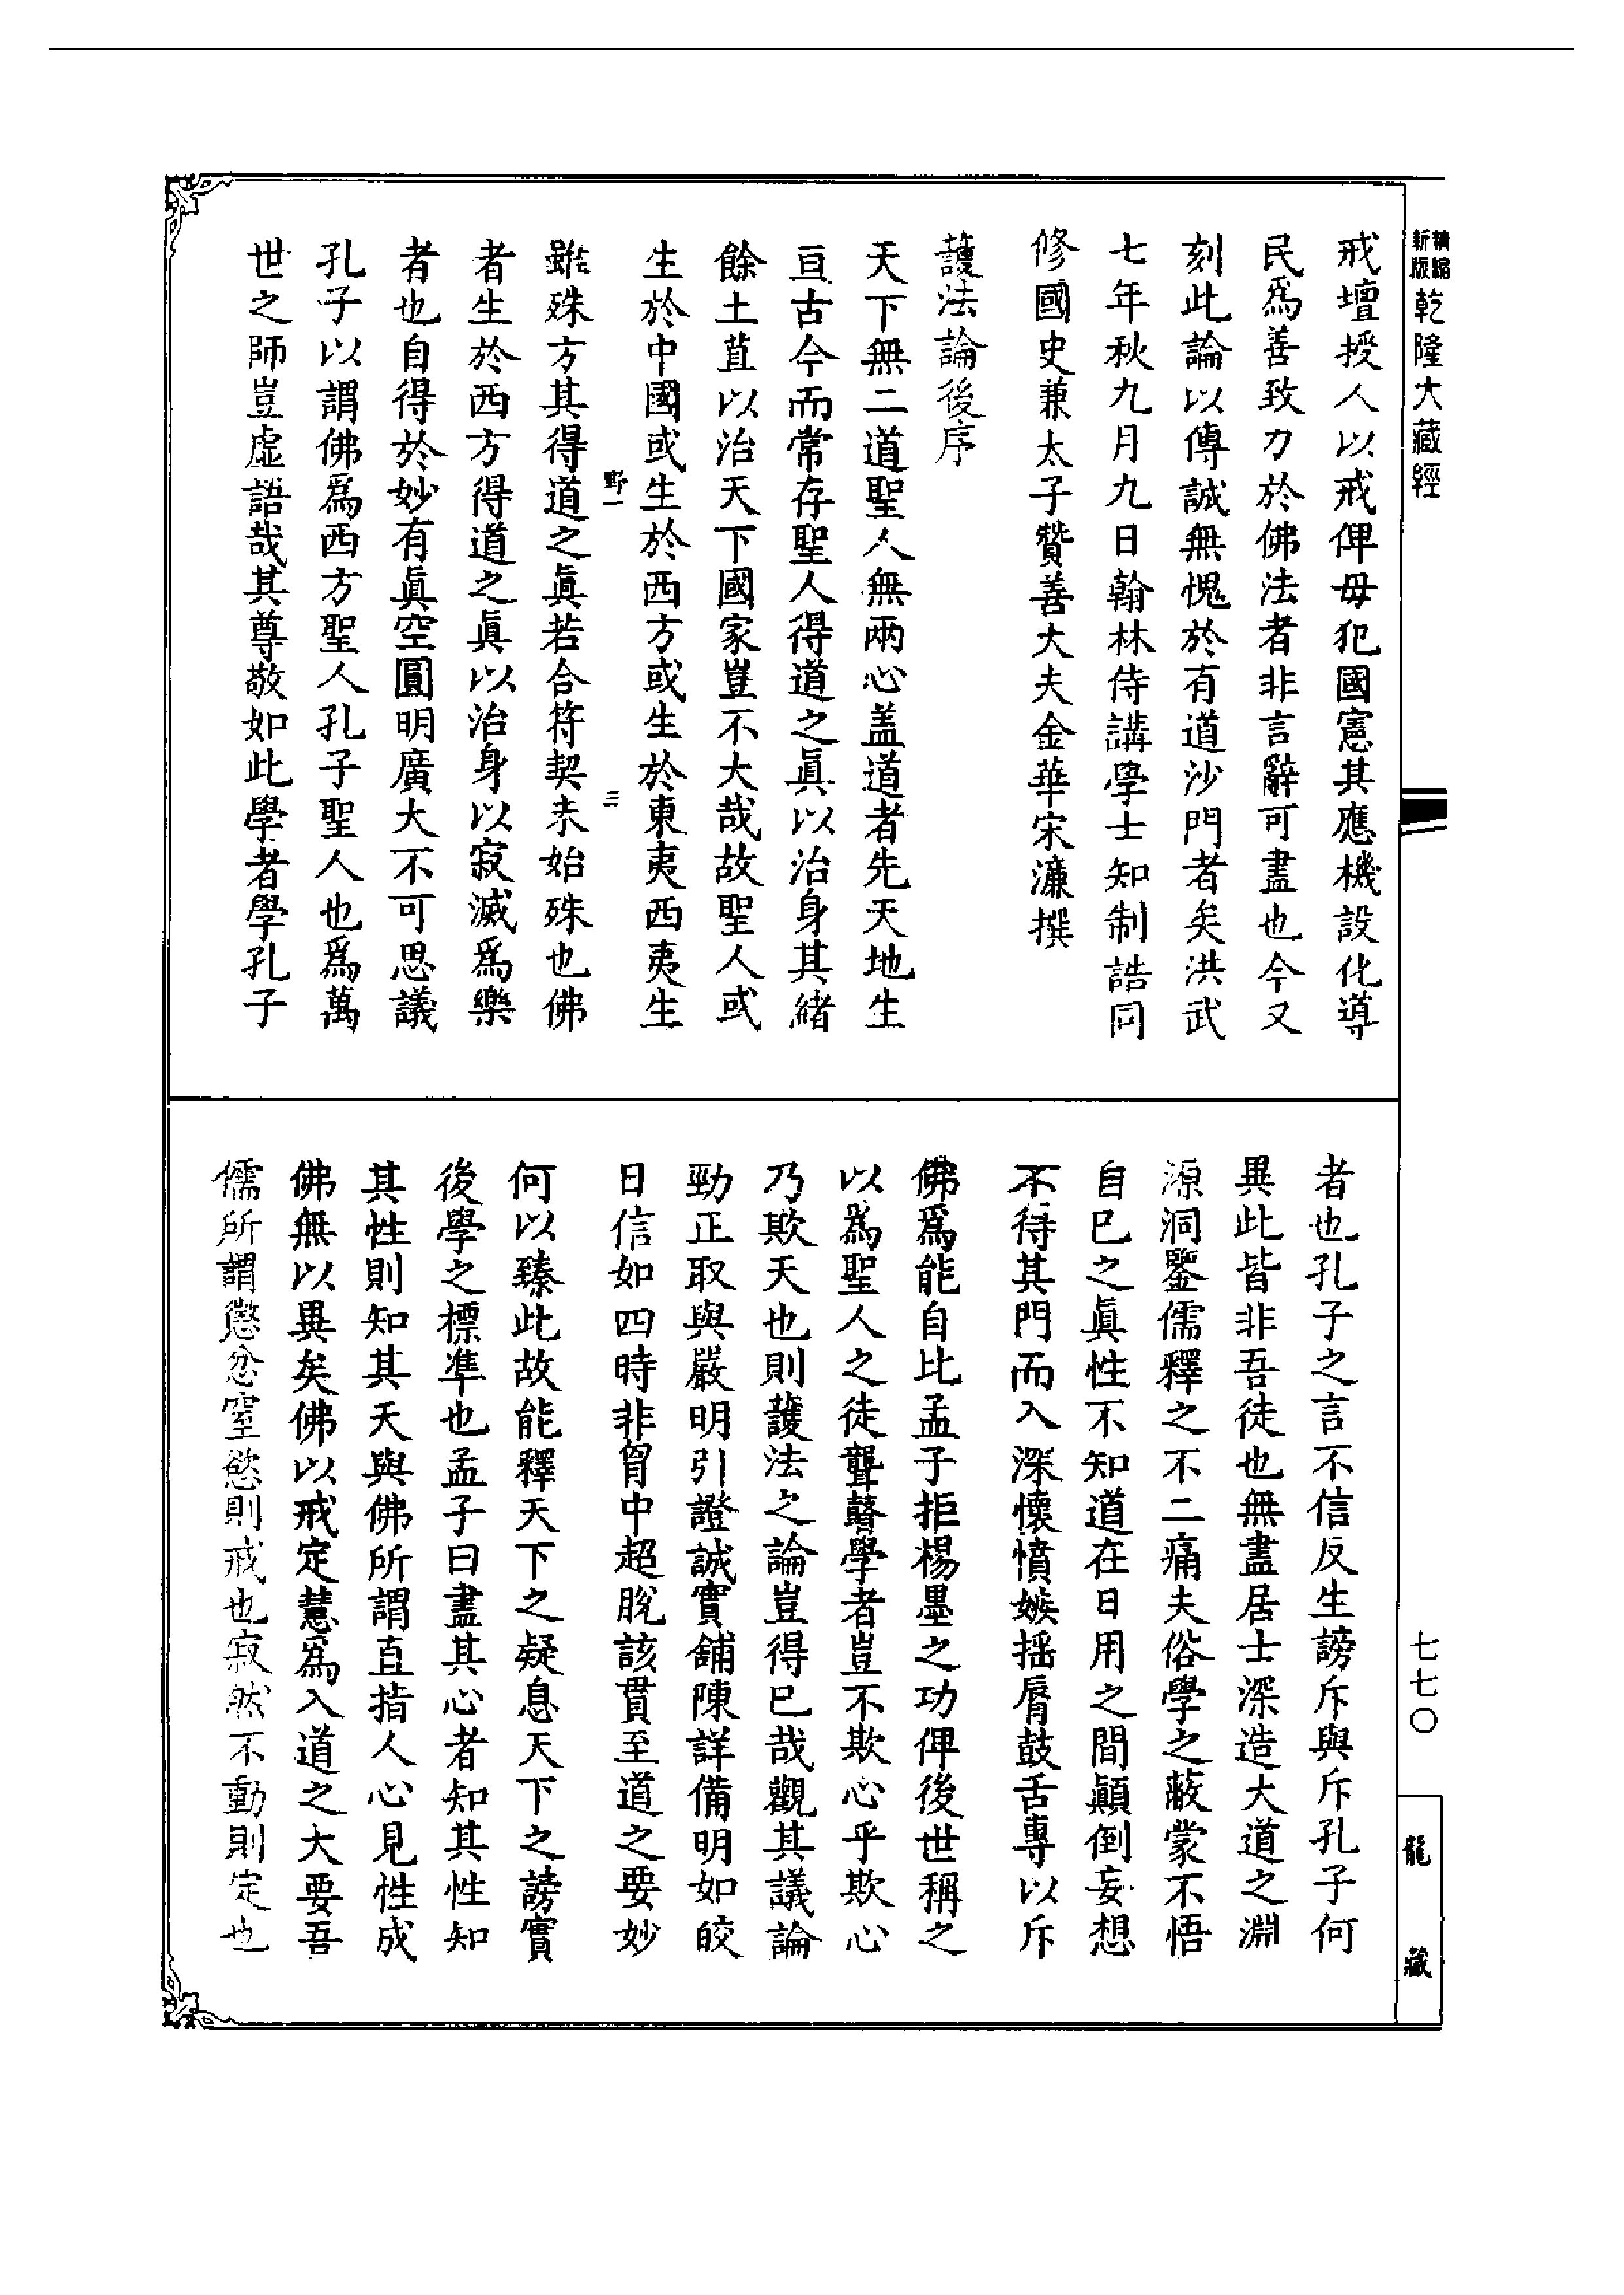 新版精縮乾隆大藏經
戒壇授人以戒俾毋犯國憲其應機設化導
民爲善致力於佛法者非言辭可盡也今又
刻此論以傳誠無愧於有道沙門者矣洪武
七年秋九月九日翰林侍講學士知制誥同
修國史兼太子贊善大夫金華宋濂撰
護法論後序
天下無二道聖人無兩心盖道者先天地生
亘古今而常存聖人得道之眞以治身其緒
餘土苴以治天下國家豈不大哉故聖人或
生於中國或生於西方或生於東夷西夷生
野一　三
雖殊方其得道之眞若合符契未始殊也佛
者生於西方得道之眞以治身以寂滅爲樂
者也自得於妙有眞空圓明廣大不可思議
孔子以謂佛爲西方聖人孔子聖人也爲萬
世之師豈虛語哉其尊敬如此學者學孔子
者也孔子之言不信反生謗斥與斥孔子何
異此皆非吾徒也無盡居士深造大道之淵
源洞鑒儒釋之不二痛夫俗學之蔽蒙不悟
自巳之眞性不知道在日用之間顚倒妄想
不得其門而入深懷憤嫉搖脣鼓舌專以斥
佛爲能自比孟子拒楊墨之功俾後世稱之
以爲聖人之徒聾瞽學者豈不欺心乎欺心
乃欺天也則護法之論豈得巳哉觀其議論
勁正取與嚴明引證誠實鋪陳詳備明如皎
日信如四時非胷中超脫該貫至道之要妙
何以臻此故能釋天下之疑息天下之謗實
後學之標準也孟子曰盡其心者知其性知
其性則知其天與佛所謂直指人心見性成
佛無以異矣佛以戒定慧爲入道之大要吾
儒所謂懲忿窒慾則戒也寂然不動則定也
七七〇
龍藏